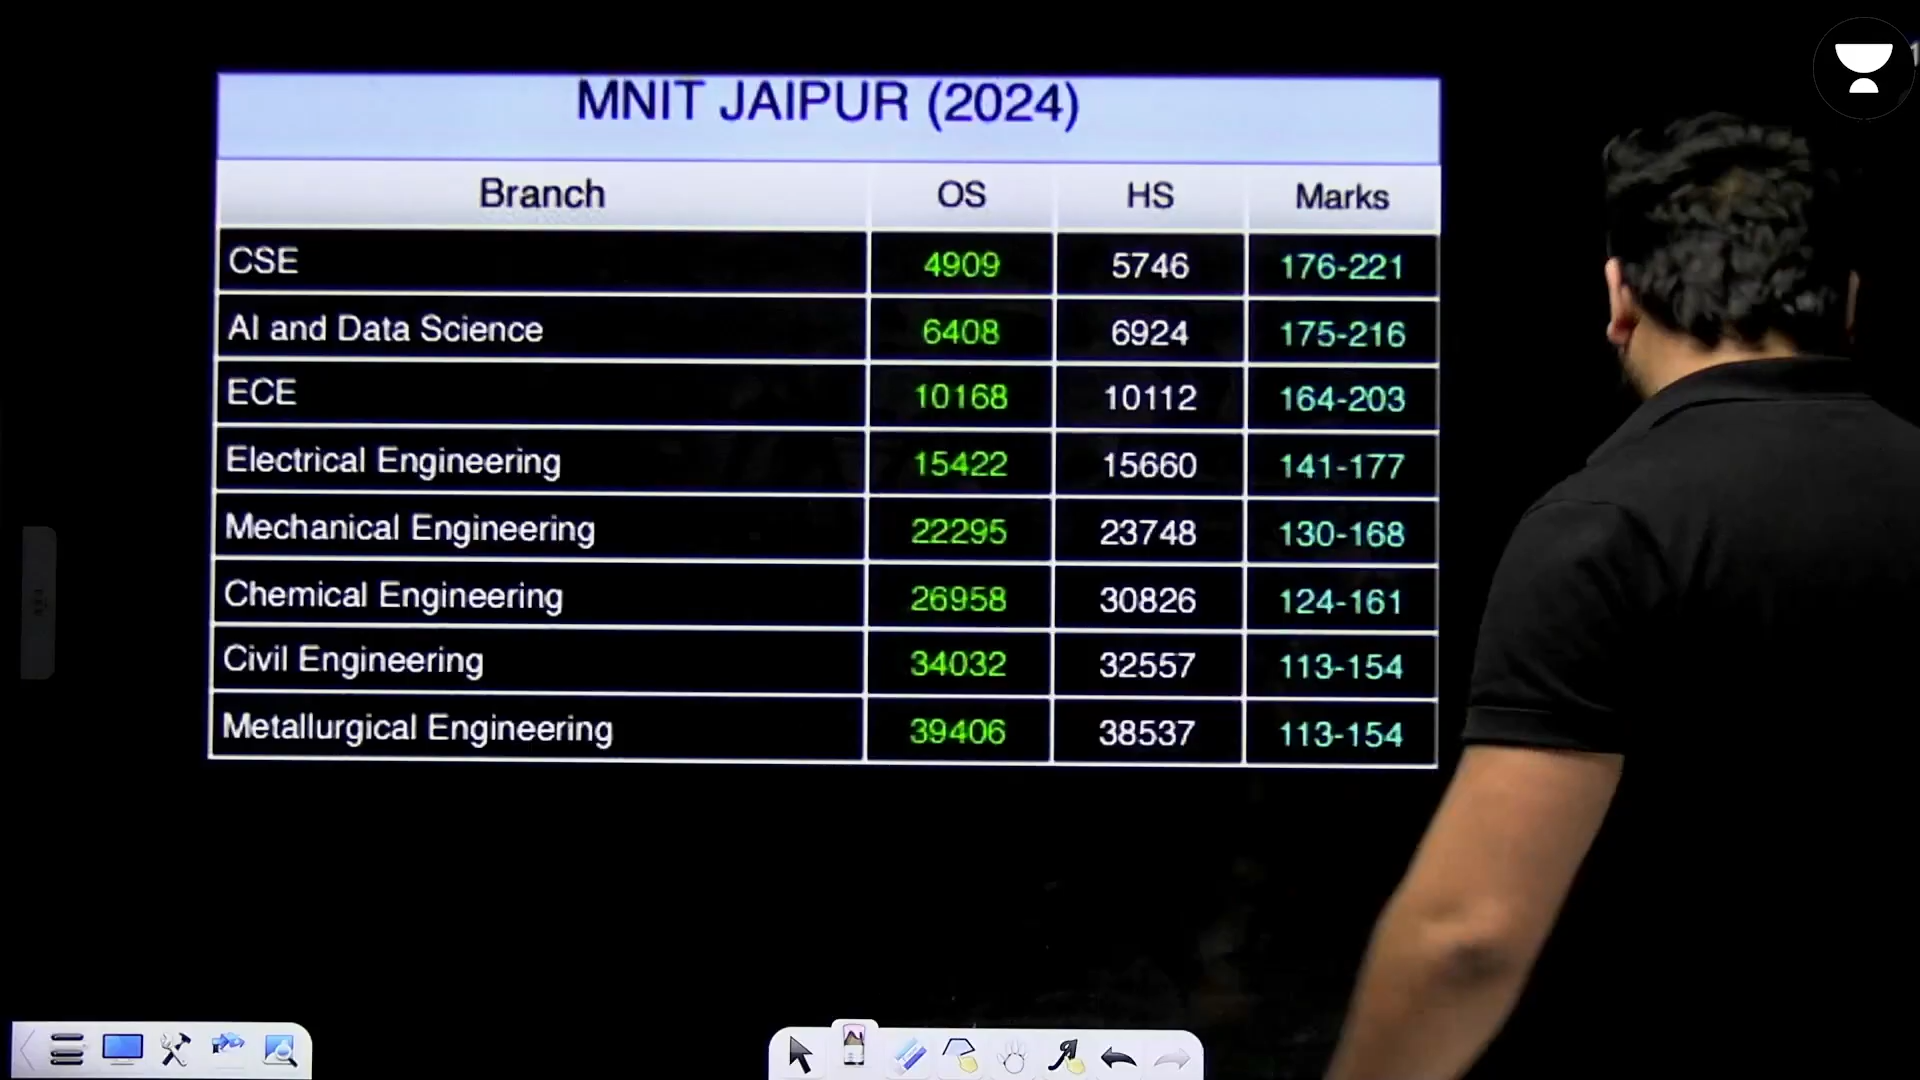 MNIT JAIPUR (2024)
Branch OS HS Marks
CSE 4909 5746 176-221
AI and Data Science 6408 6924 175-216
ECE 10168 10112 164-203
Electrical Engineering 15422 15660 141-177
Mechanical Engineering 22295 23748 130-168
Chemical Engineering 26958 30826 124-161
Civil Engineering 34032 32557 113-154
Metallurgical Engineering 39406 38537 113-154